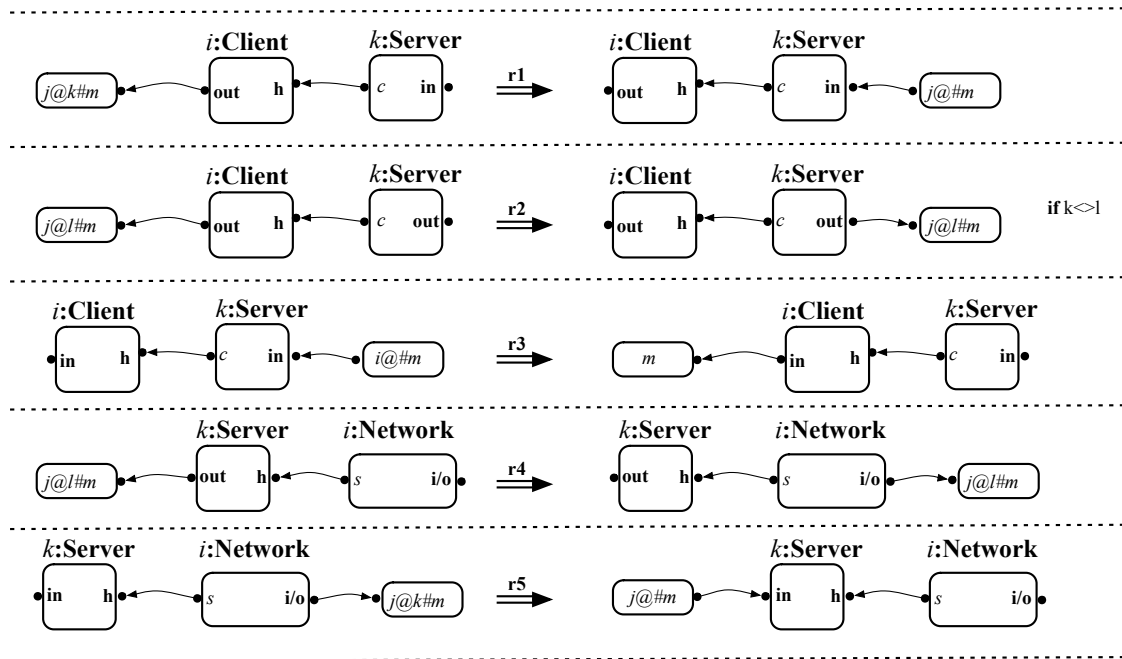 i:Client k:Server i:Client k:Server
j@k#m out h c in r1 out h c in j@#m
i:Client k:Server i:Client k:Server
j@l#m out h c out r2 out h c out j@l#m if k<>l
i:Client k:Server i:Client k:Server
in h c in i@#m r3 m in h c in
k:Server i:Network k:Server i:Network
j@l#m out h s i/o r4 out h s i/o j@l#m
k:Server i:Network k:Server i:Network
in h s i/o j@k#m r5 j@#m in h s i/o